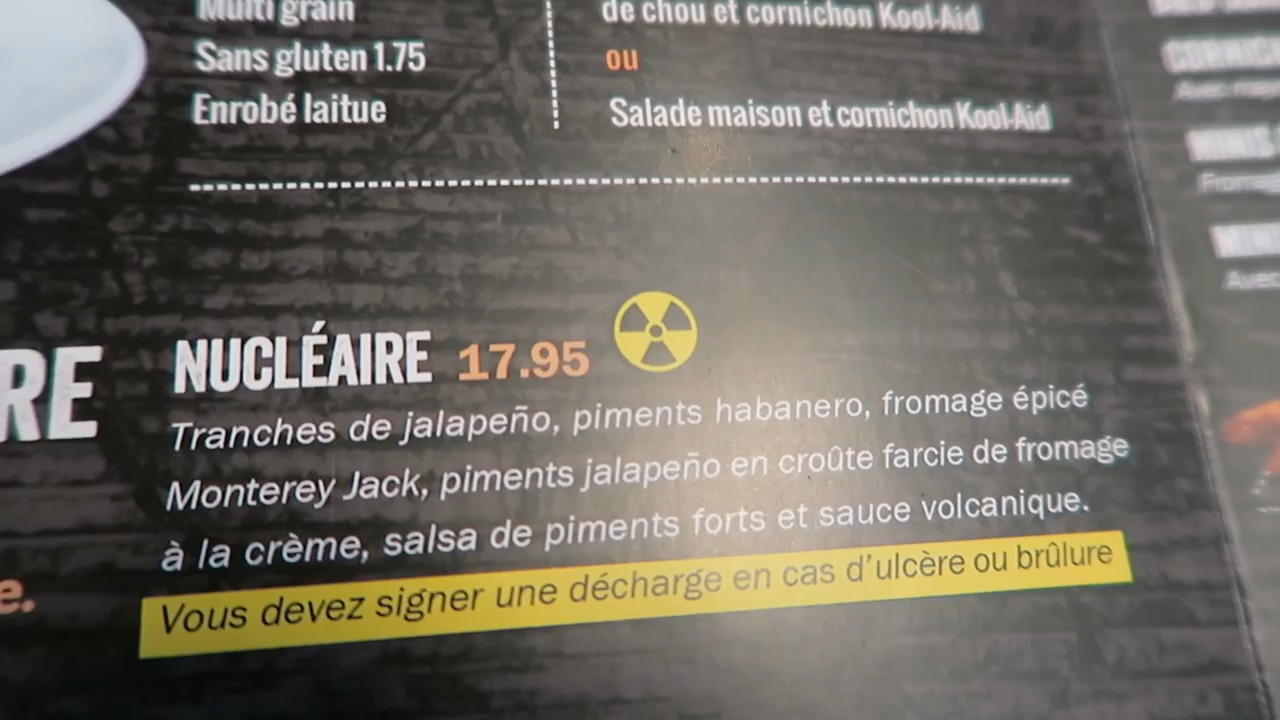 Multi grain
Sans gluten 1.75
Enrobé laitue
de chou et cornichon Kool-Aid
ou
Salade maison et cornichon Kool-Aid
RE
e.
NUCLÉAIRE 17.95
Tranches de jalapeño, piments habanero, fromage épicé
Monterey Jack, piments jalapeño en croûte farcie de fromage
à la crème, salsa de piments forts et sauce volcanique.
Vous devez signer une décharge en cas d'ulcère ou brûlure